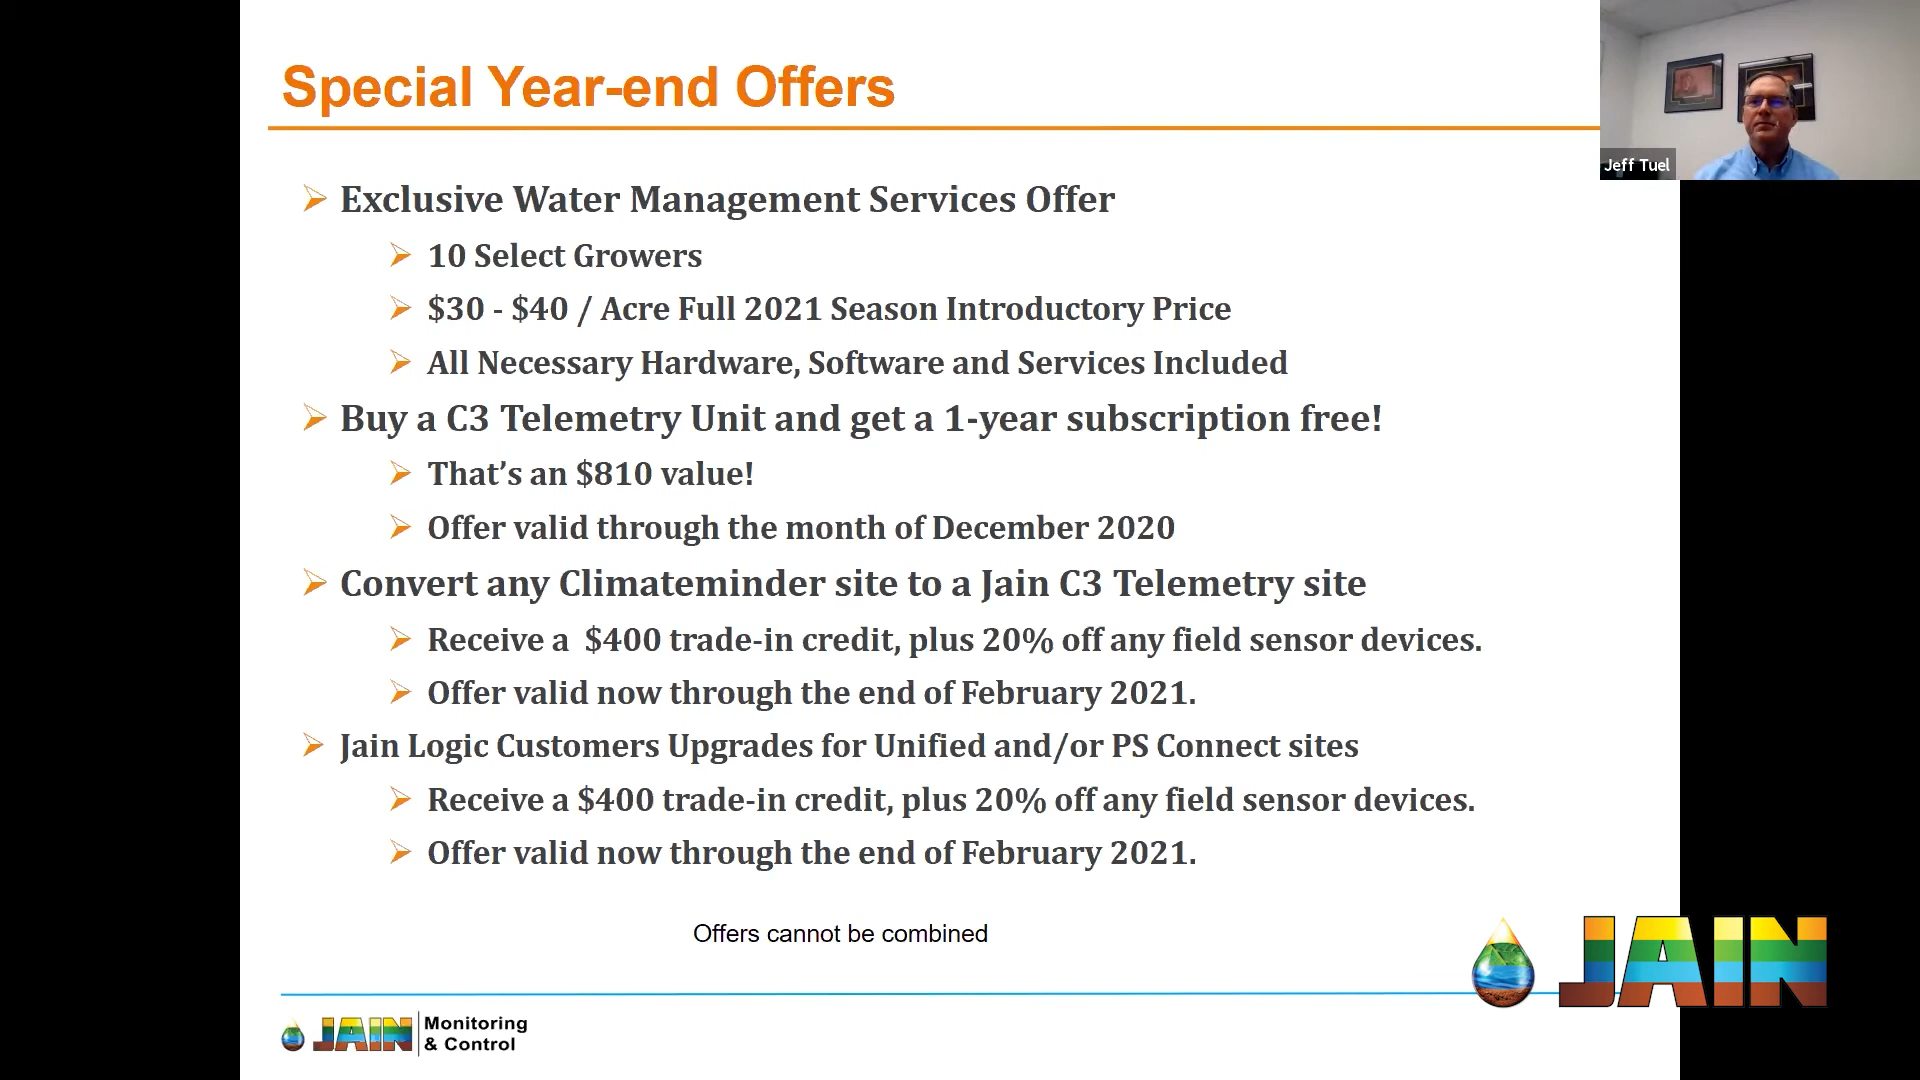 Special Year-end Offers
Jeff Tuel
Exclusive Water Management Services Offer
10 Select Growers
$30 - $40 / Acre Full 2021 Season Introductory Price
All Necessary Hardware, Software and Services Included
Buy a C3 Telemetry Unit and get a 1-year subscription free!
That’s an $810 value!
Offer valid through the month of December 2020
Convert any Climateminder site to a Jain C3 Telemetry site
Receive a  $400 trade-in credit, plus 20% off any field sensor devices.
Offer valid now through the end of February 2021.
Jain Logic Customers Upgrades for Unified and/or PS Connect sites
Receive a $400 trade-in credit, plus 20% off any field sensor devices.
Offer valid now through the end of February 2021.
Offers cannot be combined
JAIN
JAIN Monitoring
& Control